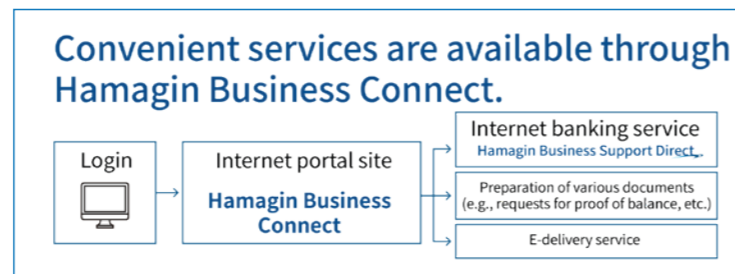 Convenient services are available through
Hamagin Business Connect.
Login
Internet portal site
Hamagin Business
Connect
Internet banking service
Hamagin Business Support Direct.
Preparation of various documents
(e.g., requests for proof of balance, etc.)
E-delivery service